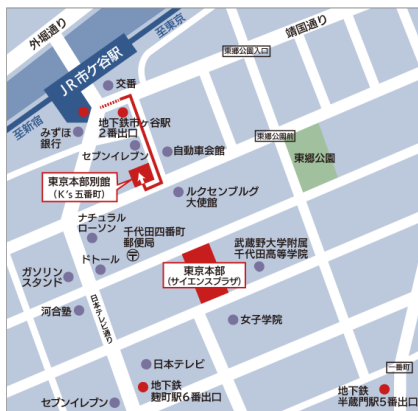 外堀通り
至東京
JR市ケ谷駅
靖国通り
東郷公園入口
交番
至新宿
みずほ
銀行
地下鉄市ケ谷駅
2番出口
セブンイレブン
自動車会館
東郷公園前
東郷公園
東京本部別館
(K's 五番町)
ルクセンブルグ
大使館
ナチュラル
ローソン
千代田四番町
郵便局
武蔵野大学附属
千代田高等学院
ドトール
東京本部
(サイエンスプラザ)
ガソリン
スタンド
河合塾
日本テレビ通り
女子学院
日本テレビ
一番町
地下鉄
麹町駅6番出口
地下鉄
半蔵門駅5番出口
セブンイレブン